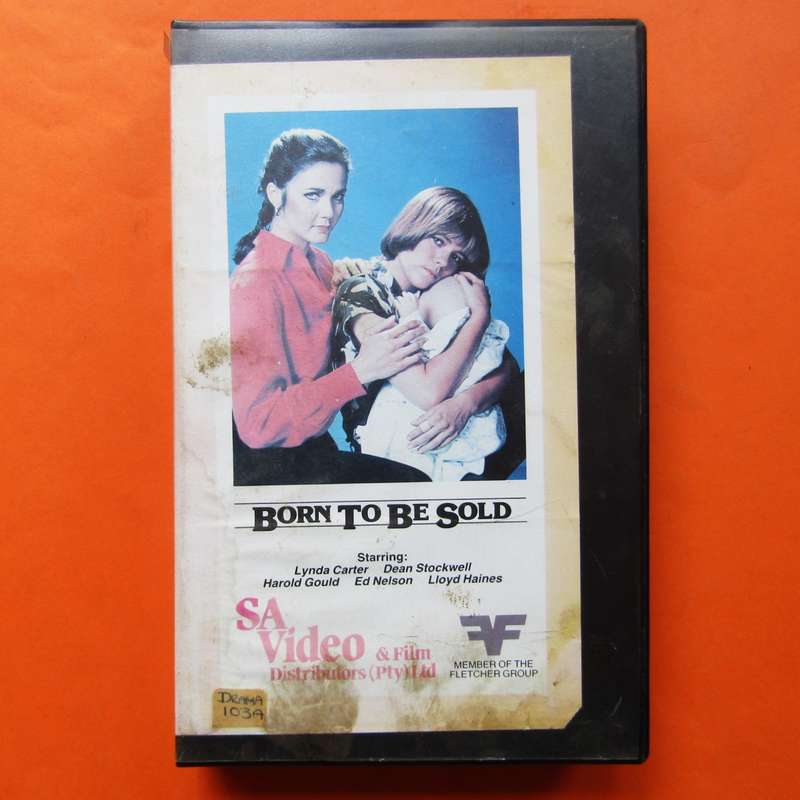 BORN TO BE SOLD
Starring:
Lynda Carter Dean Stockwell
Harold Gould Ed Nelson Lloyd Haines
SA
Video & Film
Distributors (Pty) Ltd
MEMBER OF THE
FLETCHER GROUP
DRAMA
103A